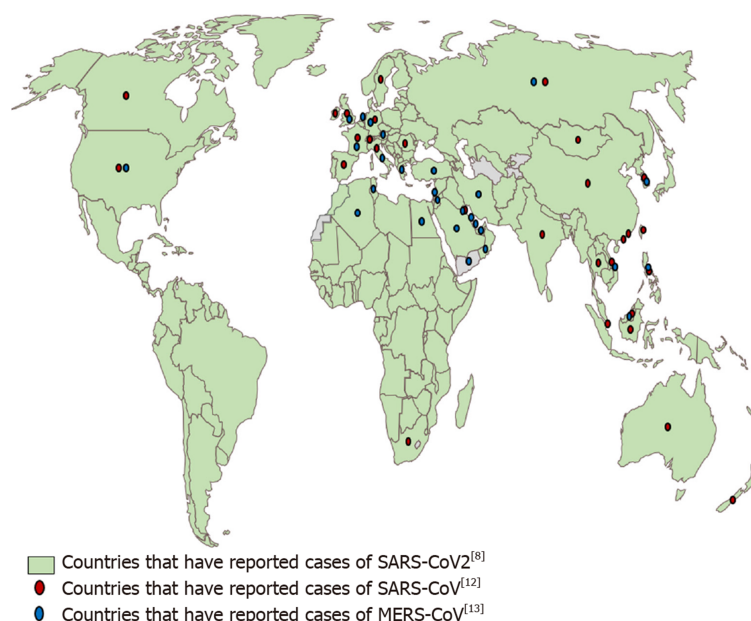 Countries that have reported cases of SARS-CoV2[8]
Countries that have reported cases of SARS-CoV[12]
Countries that have reported cases of MERS-CoV[13]